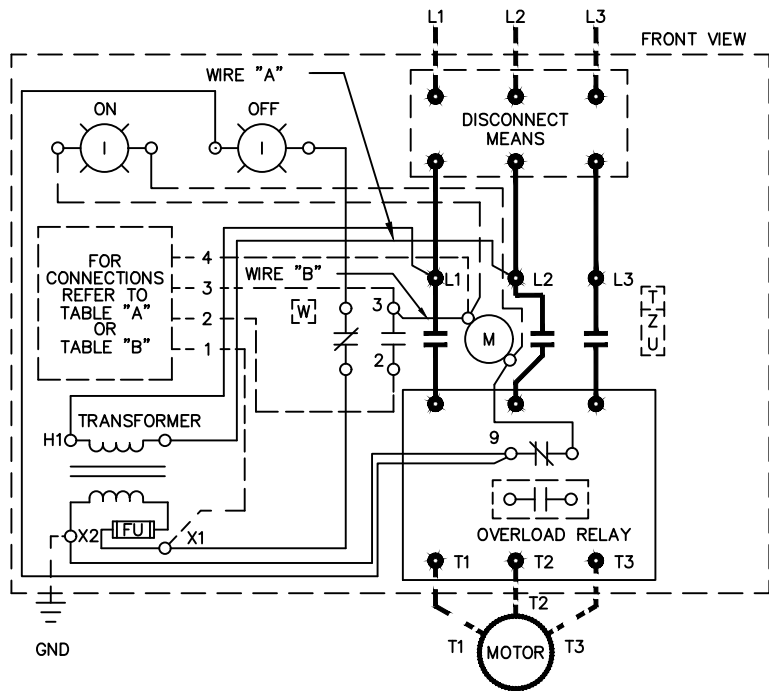 L1
L2
L3
FRONT VIEW
WIRE "A"
ON
OFF
I
I
DISCONNECT
MEANS
FOR
CONNECTIONS
REFER TO
TABLE "A"
OR
TABLE "B"
4
3
2
1
WIRE "B"
L1
L2
L3
W
3
M
T
Z
U
2
TRANSFORMER
H1
9
FU
X2
X1
OVERLOAD RELAY
T1
T2
T3
T2
T1
MOTOR
T3
GND